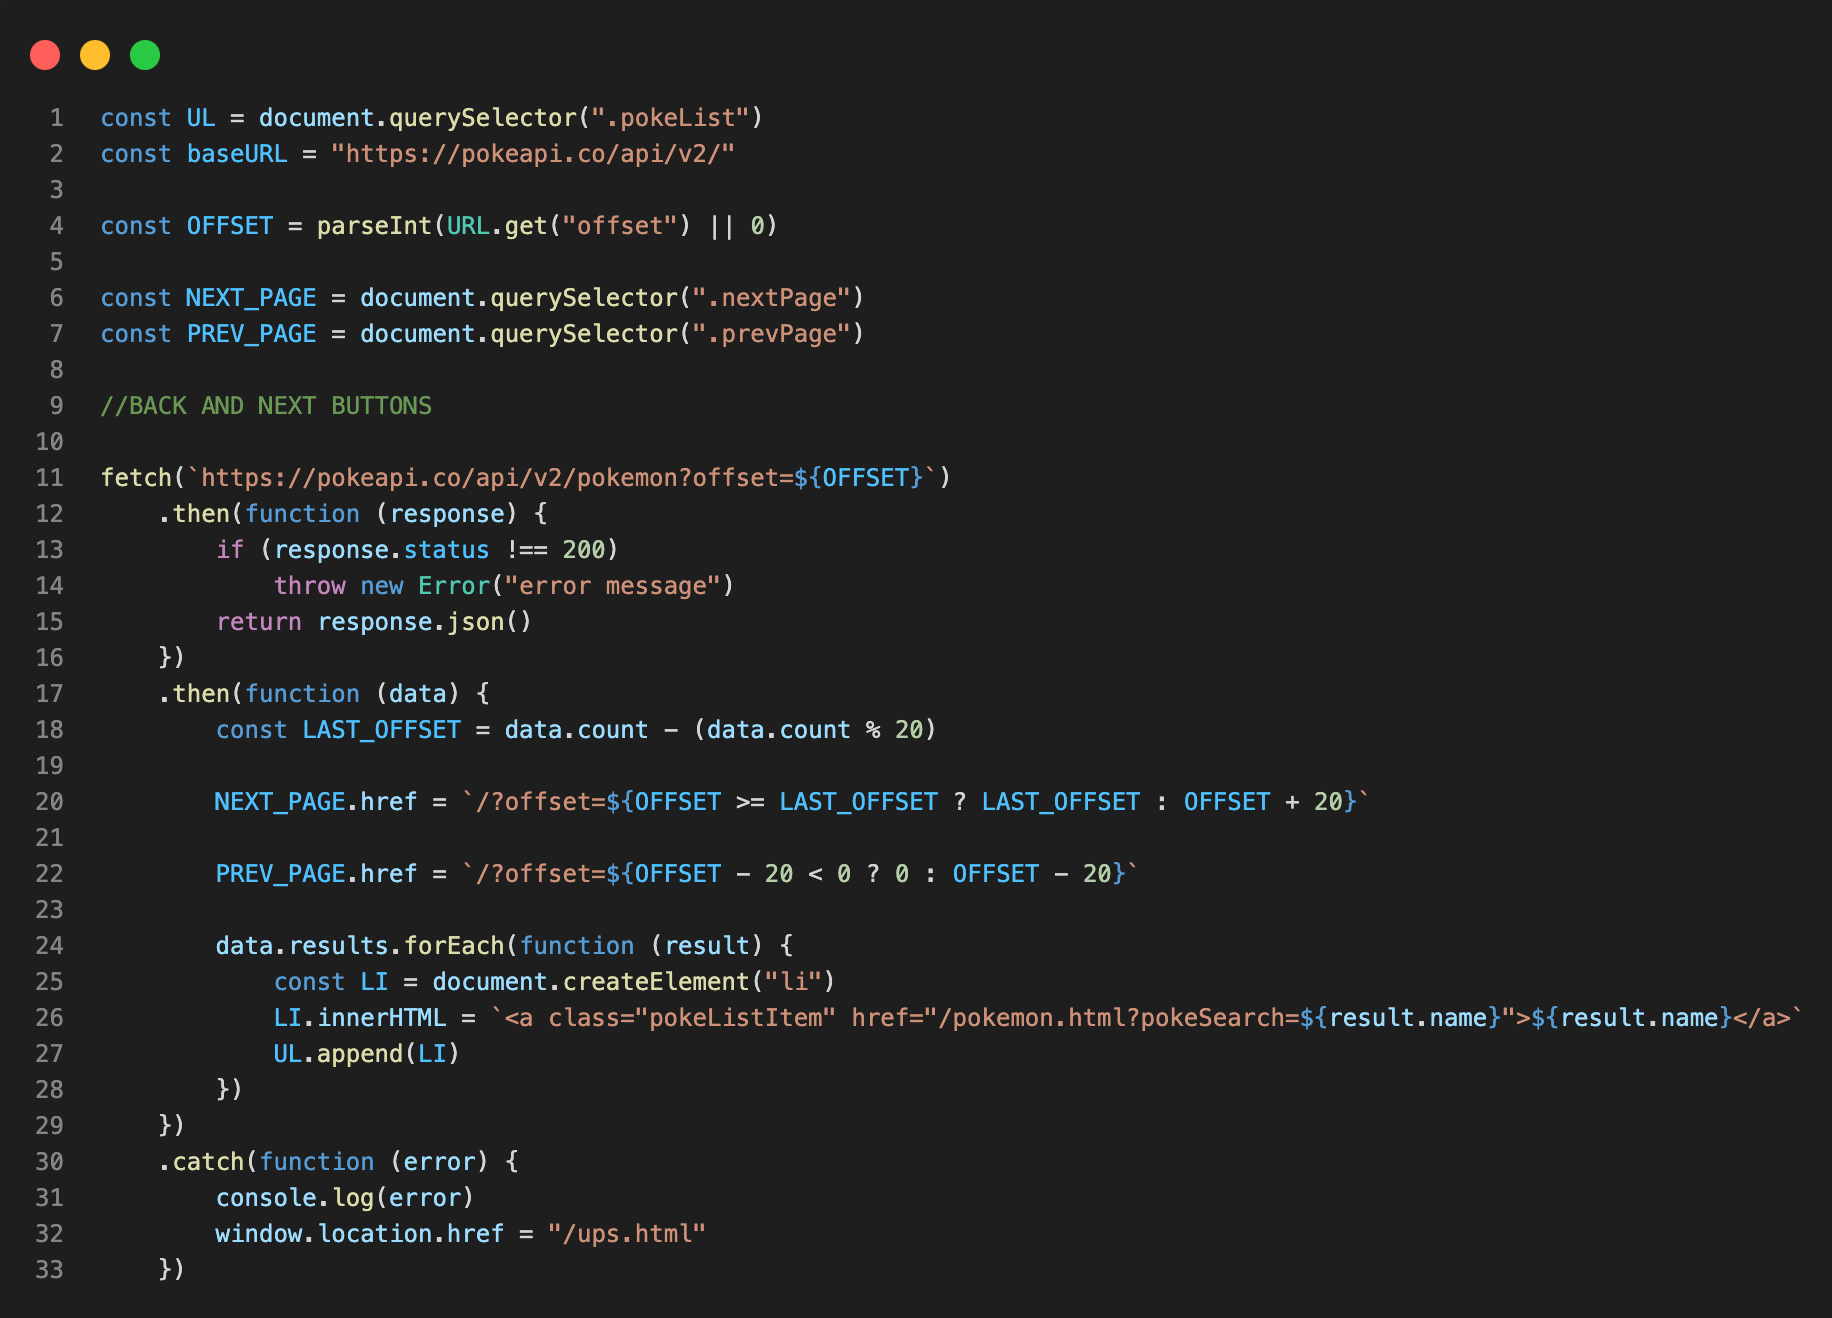 1 const UL = document.querySelector(".pokeList")
2 const baseURL = "https://pokeapi.co/api/v2/"
3
4 const OFFSET = parseInt(URL.get("offset") || 0)
5
6 const NEXT_PAGE = document.querySelector(".nextPage")
7 const PREV_PAGE = document.querySelector(".prevPage")
8
9 //BACK AND NEXT BUTTONS
10
11 fetch(`https://pokeapi.co/api/v2/pokemon?offset=${OFFSET}`)
12     .then(function (response) {
13         if (response.status !== 200)
14             throw new Error("error message")
15         return response.json()
16     })
17     .then(function (data) {
18         const LAST_OFFSET = data.count - (data.count % 20)
19
20         NEXT_PAGE.href = `/?offset=${OFFSET >= LAST_OFFSET ? LAST_OFFSET : OFFSET + 20}`
21
22         PREV_PAGE.href = `/?offset=${OFFSET - 20 < 0 ? 0 : OFFSET - 20}`
23
24         data.results.forEach(function (result) {
25             const LI = document.createElement("li")
26             LI.innerHTML = `<a class="pokeListItem" href="/pokemon.html?pokeSearch=${result.name}">${result.name}</a>`
27             UL.append(LI)
28         })
29     })
30     .catch(function (error) {
31         console.log(error)
32         window.location.href = "/ups.html"
33     })